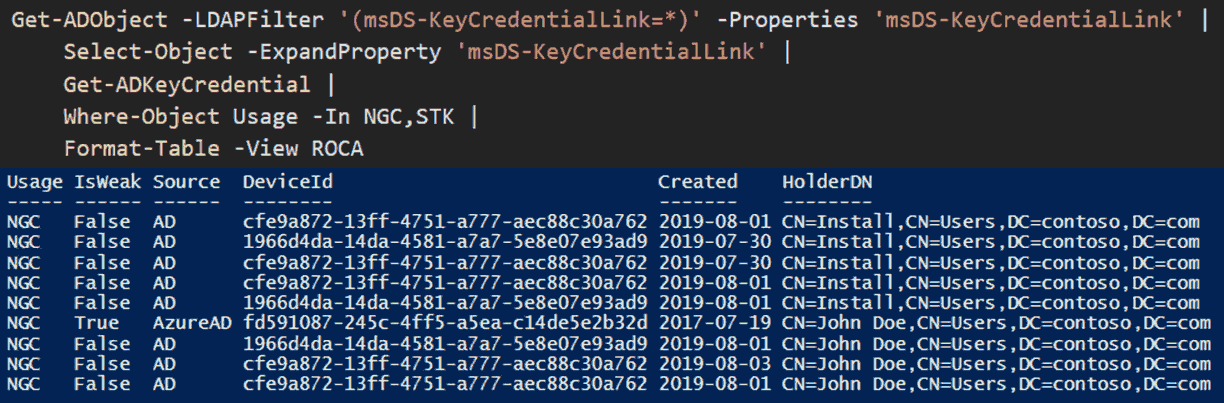 Get-ADObject -LDAPFilter '(msDS-KeyCredentialLink=*)' -Properties 'msDS-KeyCredentialLink' |
    Select-Object -ExpandProperty 'msDS-KeyCredentialLink' |
    Get-ADKeyCredential |
    Where-Object Usage -In NGC,STK |
    Format-Table -View ROCA
Usage IsWeak Source  DeviceId                             Created    HolderDN
----- ------ ------  --------                             -------    --------
NGC   False  AD      cfe9a872-13ff-4751-a777-aec88c30a762 2019-08-01 CN=Install,CN=Users,DC=contoso,DC=com
NGC   False  AD      1966d4da-14da-4581-a7a7-5e8e07e93ad9 2019-07-30 CN=Install,CN=Users,DC=contoso,DC=com
NGC   False  AD      cfe9a872-13ff-4751-a777-aec88c30a762 2019-07-30 CN=Install,CN=Users,DC=contoso,DC=com
NGC   False  AD      cfe9a872-13ff-4751-a777-aec88c30a762 2019-08-01 CN=Install,CN=Users,DC=contoso,DC=com
NGC   False  AD      1966d4da-14da-4581-a7a7-5e8e07e93ad9 2019-08-01 CN=Install,CN=Users,DC=contoso,DC=com
NGC   True   AzureAD fd591087-245c-4ff5-a5ea-c14de5e2b32d 2017-07-19 CN=John Doe,CN=Users,DC=contoso,DC=com
NGC   False  AD      1966d4da-14da-4581-a7a7-5e8e07e93ad9 2019-08-01 CN=John Doe,CN=Users,DC=contoso,DC=com
NGC   False  AD      cfe9a872-13ff-4751-a777-aec88c30a762 2019-08-03 CN=John Doe,CN=Users,DC=contoso,DC=com
NGC   False  AD      cfe9a872-13ff-4751-a777-aec88c30a762 2019-08-01 CN=John Doe,CN=Users,DC=contoso,DC=com